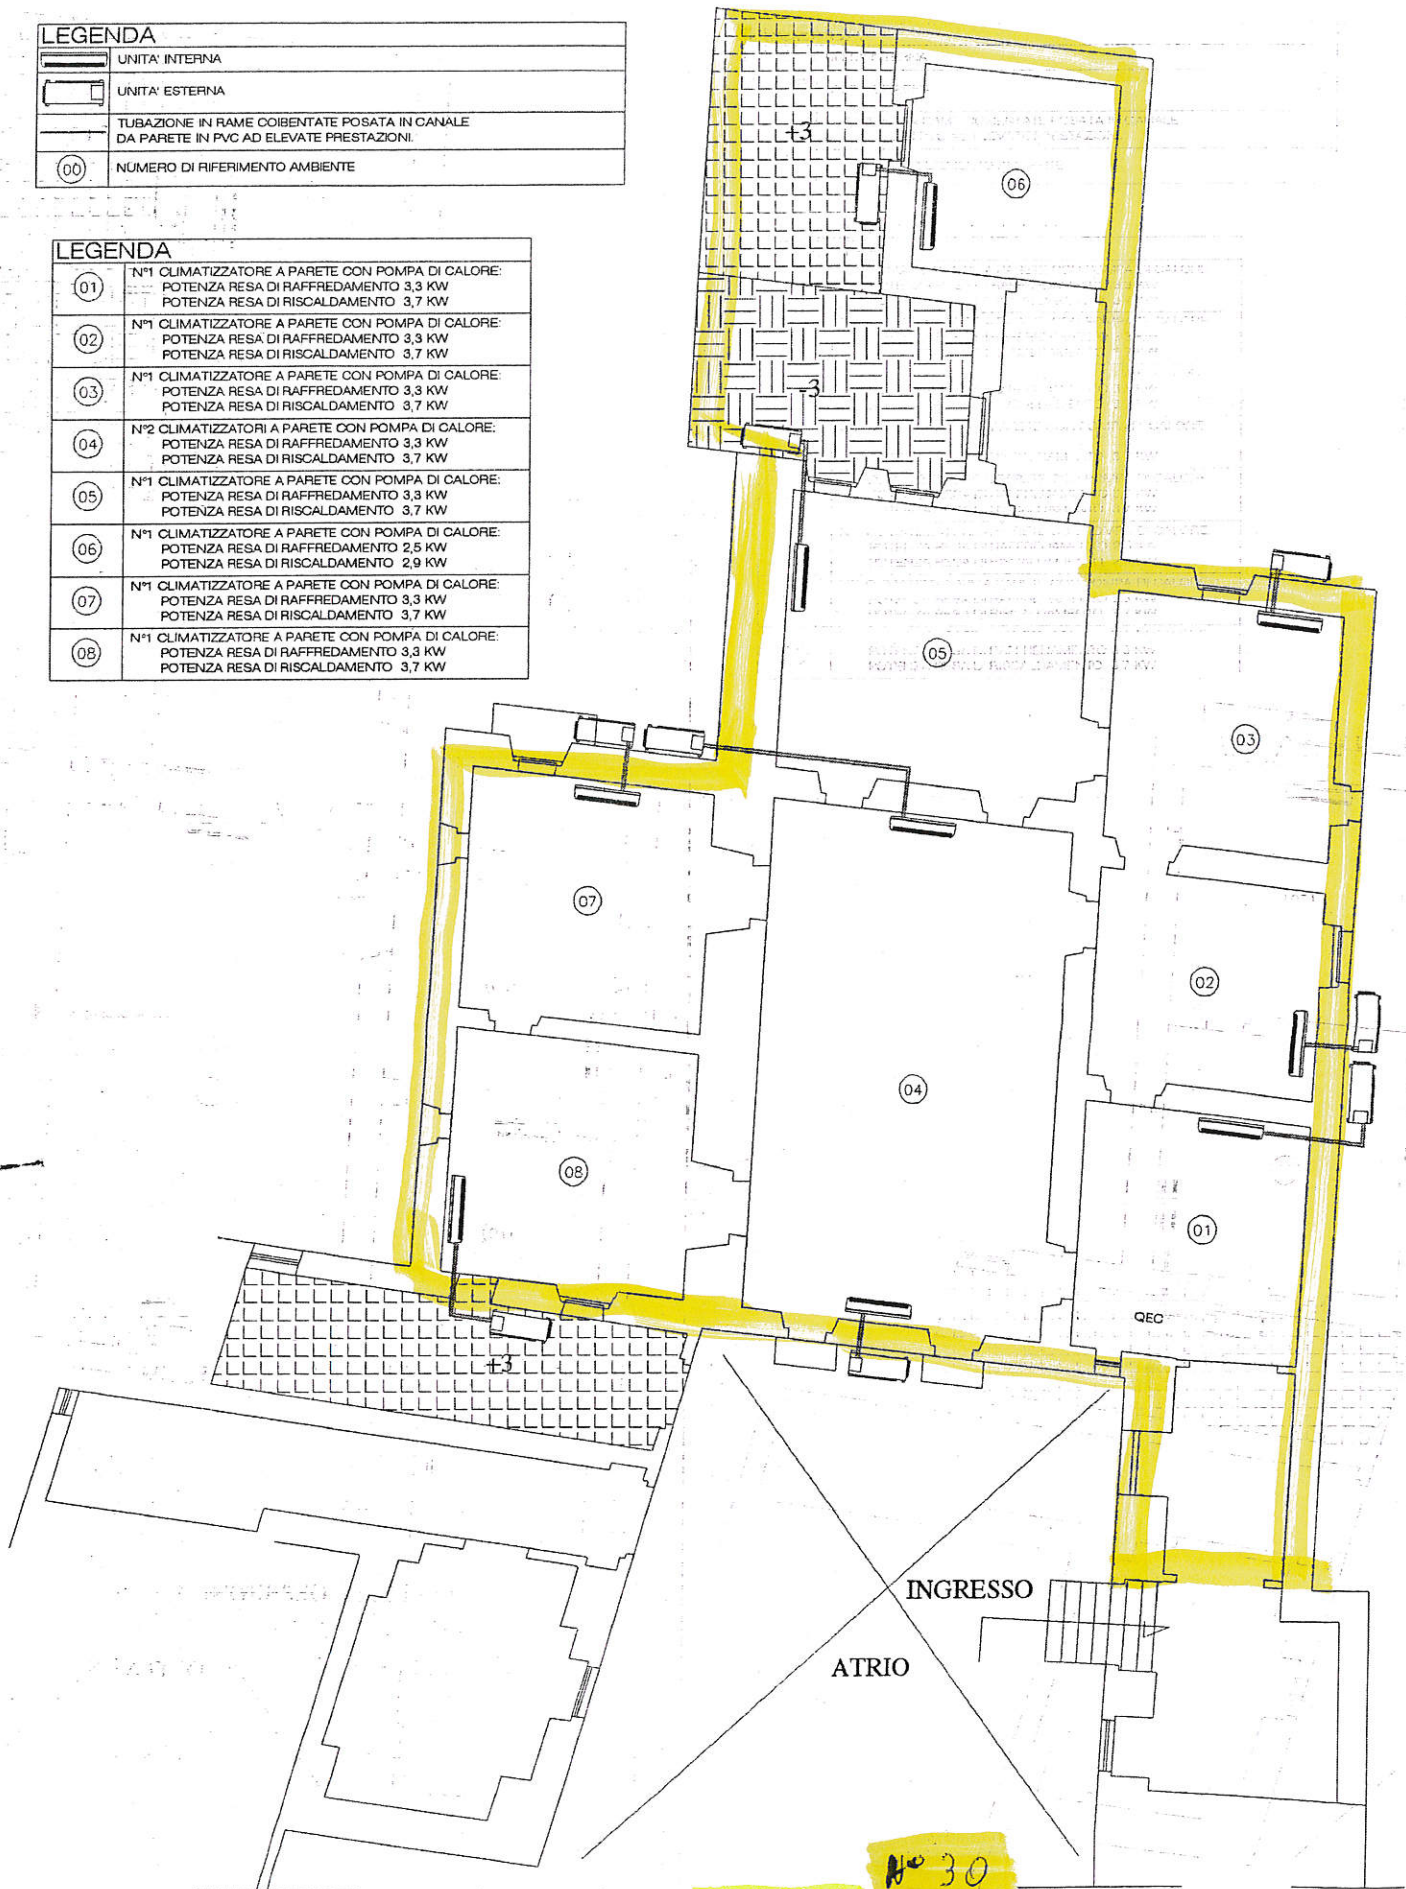 LEGENDA
UNITA' INTERNA
UNITA' ESTERNA
TUBAZIONE IN RAME COIBENTATE POSATA IN CANALE
DA PARETE IN PVC AD ELEVATE PRESTAZIONI.
00 NUMERO DI RIFERIMENTO AMBIENTE
LEGENDA
01 N°1 CLIMATIZZATORE A PARETE CON POMPA DI CALORE:
POTENZA RESA DI RAFFREDAMENTO 3,3 KW
POTENZA RESA DI RISCALDAMENTO 3,7 KW
02 N°1 CLIMATIZZATORE A PARETE CON POMPA DI CALORE:
POTENZA RESA DI RAFFREDAMENTO 3,3 KW
POTENZA RESA DI RISCALDAMENTO 3,7 KW
03 N°1 CLIMATIZZATORE A PARETE CON POMPA DI CALORE:
POTENZA RESA DI RAFFREDAMENTO 3,3 KW
POTENZA RESA DI RISCALDAMENTO 3,7 KW
04 N°2 CLIMATIZZATORI A PARETE CON POMPA DI CALORE:
POTENZA RESA DI RAFFREDAMENTO 3,3 KW
POTENZA RESA DI RISCALDAMENTO 3,7 KW
05 N°1 CLIMATIZZATORE A PARETE CON POMPA DI CALORE:
POTENZA RESA DI RAFFREDAMENTO 3,3 KW
POTENZA RESA DI RISCALDAMENTO 3,7 KW
06 N°1 CLIMATIZZATORE A PARETE CON POMPA DI CALORE:
POTENZA RESA DI RAFFREDAMENTO 2,5 KW
POTENZA RESA DI RISCALDAMENTO 2,9 KW
07 N°1 CLIMATIZZATORE A PARETE CON POMPA DI CALORE:
POTENZA RESA DI RAFFREDAMENTO 3,3 KW
POTENZA RESA DI RISCALDAMENTO 3,7 KW
08 N°1 CLIMATIZZATORE A PARETE CON POMPA DI CALORE:
POTENZA RESA DI RAFFREDAMENTO 3,3 KW
POTENZA RESA DI RISCALDAMENTO 3,7 KW
+3
06
-3
05
03
07
02
04
08
01
QEC
+3
INGRESSO
ATRIO
N° 30